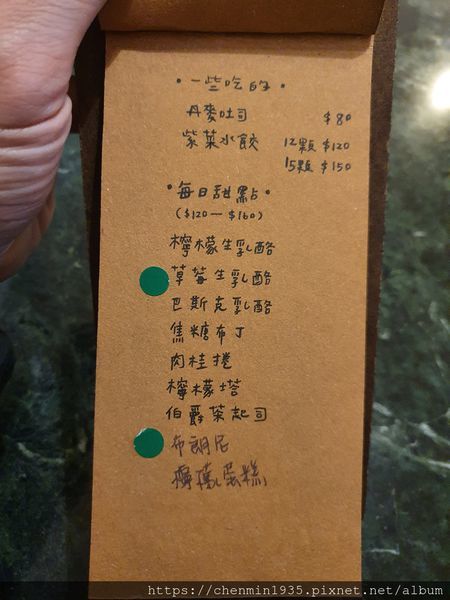 •一些吃的•
丹麥吐司 $80
紫菜水餃 12顆 $120
15顆 $150
•每日甜點•
($120—$160)
檸檬生乳酪
草莓生乳酪
巴斯克乳酪
焦糖布丁
肉桂捲
檸檬塔
伯爵茶起司
布朗尼
檸檬蛋糕
https://chenmin1935.pixnet.net/album